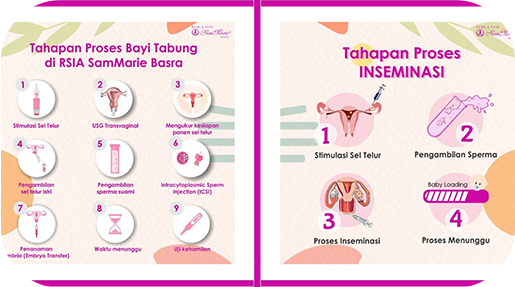 Tahapan Proses Bayi Tabung
di RSIA SamMarie Basra
1
Stimulasi Sel Telur
2
USG Transvaginal
3
Mengukur kesiapan
panen sel telur
4
Pengambilan
sel telur istri
5
Pengambilan
sperma suami
6
Intracytoplasmic Sperm
Injection (ICSI)
7
Penanaman
mbrio (Embryo Transfer)
8
Waktu menunggu
9
Uji kehamilan
Tahapan Proses
INSEMINASI
1
Stimulasi Sel Telur
2
Pengambilan Sperma
3
Proses Inseminasi
Baby Loading
4
Proses Menunggu